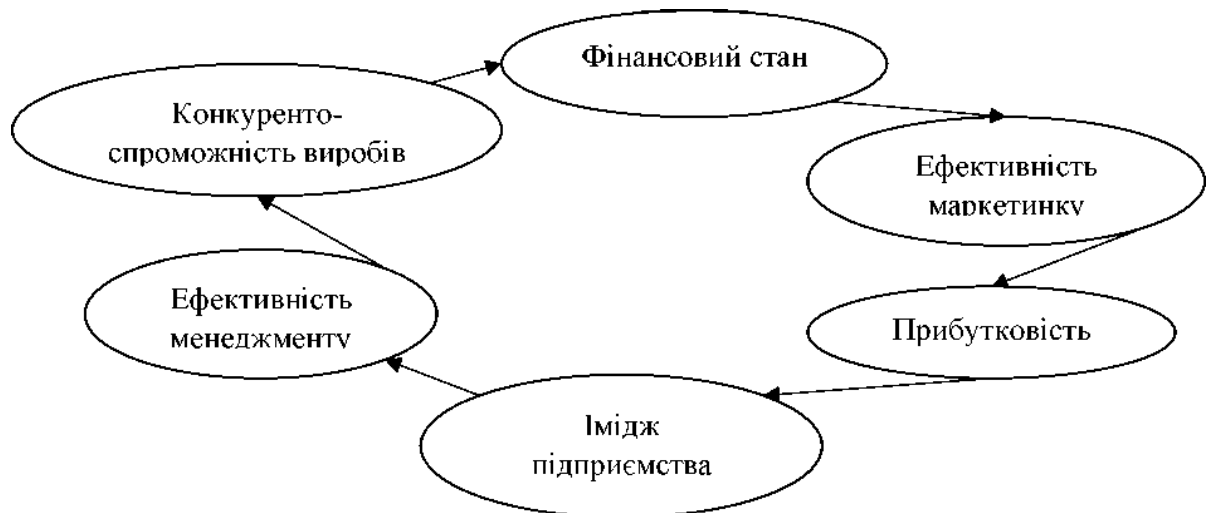 Фінансовий стан
Конкуренто-
спроможність виробів
Ефективність
маркетинку
Ефективність
менеджменту
Прибутковість
Імідж
підприємства